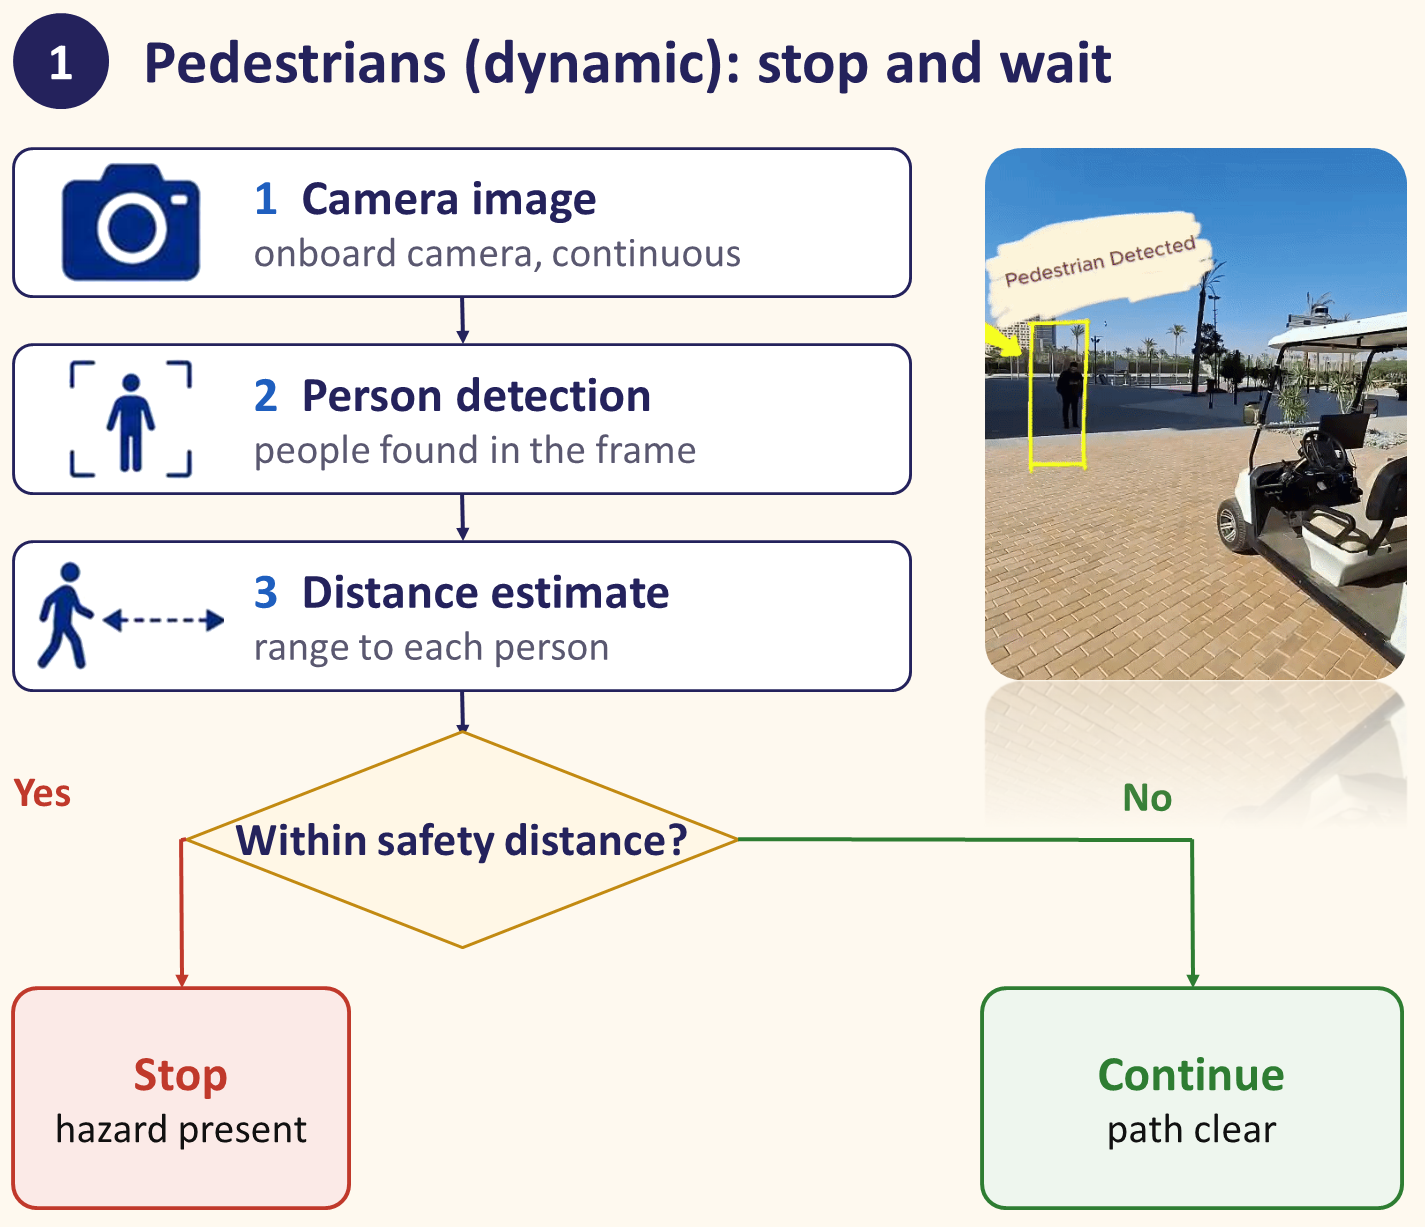 1
Pedestrians (dynamic): stop and wait
1 Camera image
onboard camera, continuous
2 Person detection
people found in the frame
3 Distance estimate
range to each person
Pedestrian Detected
Within safety distance?
Yes
No
Stop
hazard present
Continue
path clear